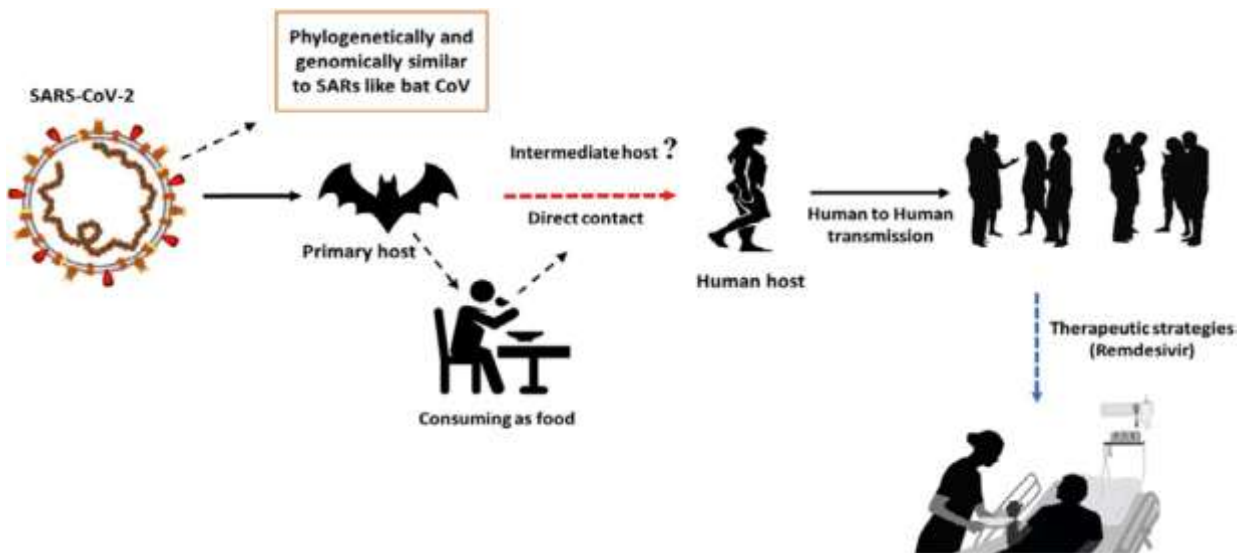 Phylogenetically and
genomically similar
to SARs like bat CoV
SARS-CoV-2
Intermediate host ?
Direct contact
Primary host
Human host
Human to Human
transmission
Consuming as food
Therapeutic strategies
(Remdesivir)